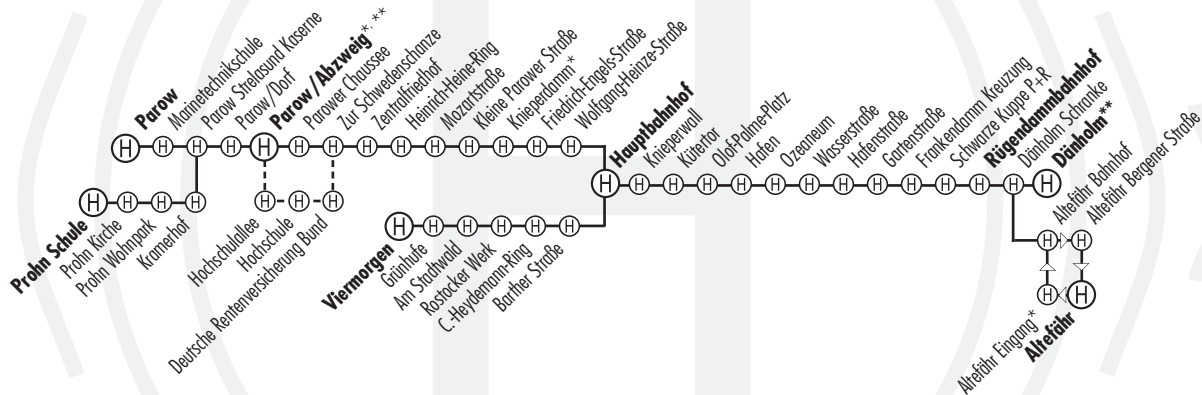 Parow
Marinetechnikschule
Parow Strelasund Kaserne
Parow/Dorf
Parow/Abzweig*, **
Parower Chaussee
Zur Schwedenschanze
Zentralfriedhof
Heinrich-Heine-Ring
Mozartstraße
Kleine Parower Straße
Knieperdamm*
Friedrich-Engels-Straße
Wolfgang-Heinze-Straße
Hauptbahnhof
Knieperwall
Kütertor
Olof-Palme-Platz
Hafen
Ozeaneum
Wasserstraße
Hafenstraße
Gartenstraße
Frankendamm Kreuzung
Schwarze Kuppe P+R
Rügendammbahnhof
Dänholm Schranke
Dänholm**
Altefähr Bahnhof
Altefähr Bergener Straße
H H H H H H H H H H H H H H
H H H H H H H H H H H H H H
H H H H H H H
H H H H H H
H H
H H
Prohn Schule
Prohn Kirche
Prohn Wohnpark
Kramerhof
Hochschulallee
Hochschule
Deutsche Rentenversicherung Bund
Viermorgen
Grünhufe
Am Stadtwald
Rostocker Werk
C.-Heydemann-Ring
Barther Straße
Altefähr Eingang*
Altefähr